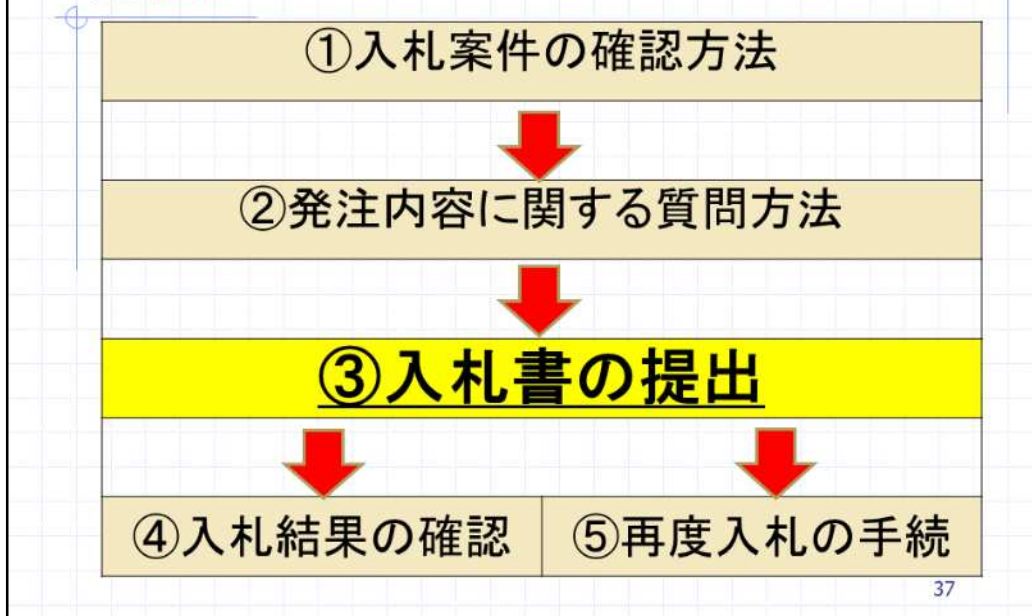 ①入札案件の確認方法
②発注内容に関する質問方法
③入札書の提出
④入札結果の確認
⑤再度入札の手続
37